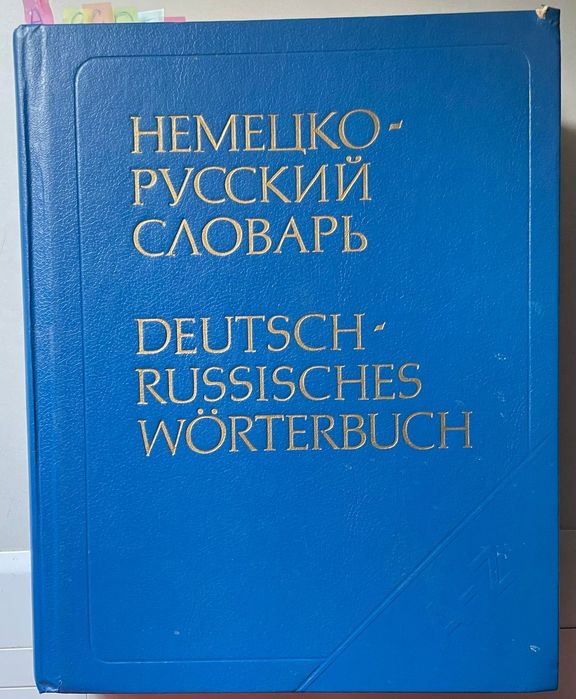 НЕМЕЦКО-
РУССКИЙ
СЛОВАРЬ
DEUTSCH-
RUSSISCHES
WÖRTERBUCH
A-Z